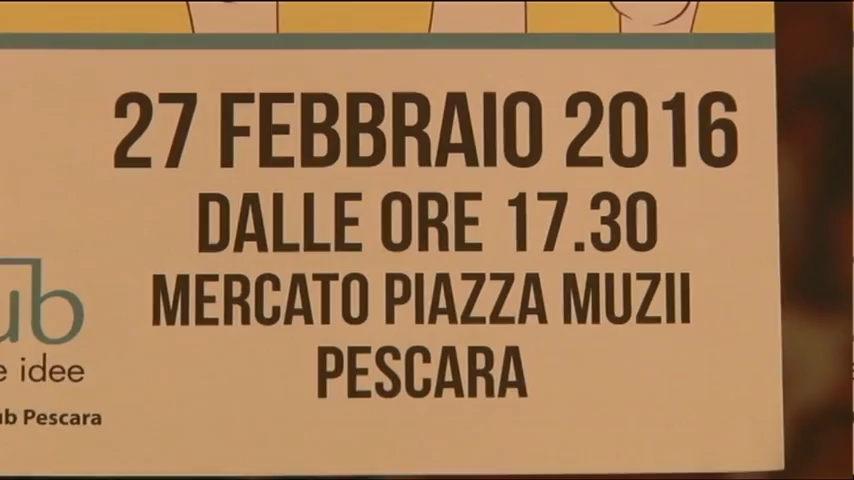 27 FEBBRAIO 2016
DALLE ORE 17.30
MERCATO PIAZZA MUZII
PESCARA
ub
e idee
ub Pescara